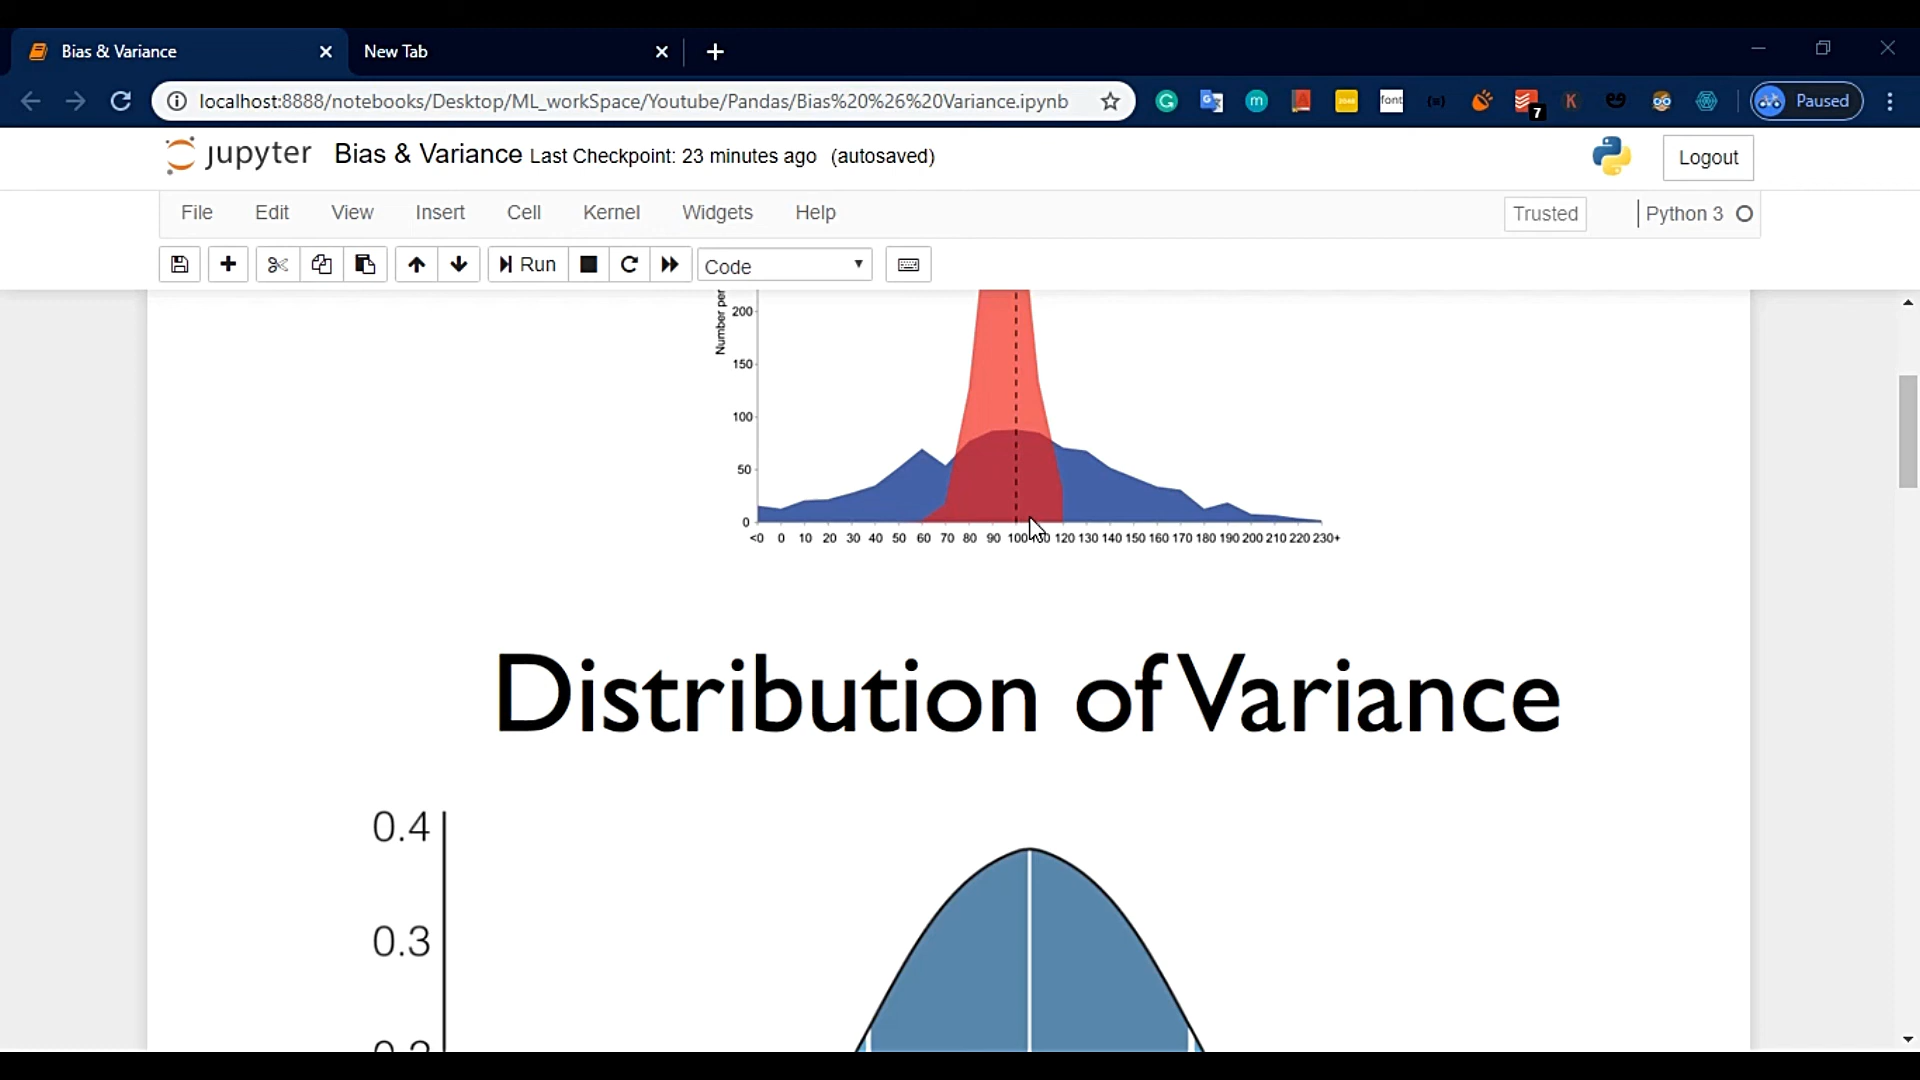 Bias & Variance
New Tab
localhost:8888/notebooks/Desktop/ML_workSpace/Youtube/Pandas/Bias%20%26%20Variance.ipynb
font
7
K
Paused
jupyter Bias & Variance Last Checkpoint: 23 minutes ago (autosaved)
Logout
File Edit View Insert Cell Kernel Widgets Help
Trusted
Python 3
Run
Code
Number per
200
150
100
50
0
<0 0 10 20 30 40 50 60 70 80 90 100 120 130 140 150 160 170 180 190 200 210 220 230+
Distribution of Variance
0.4
0.3